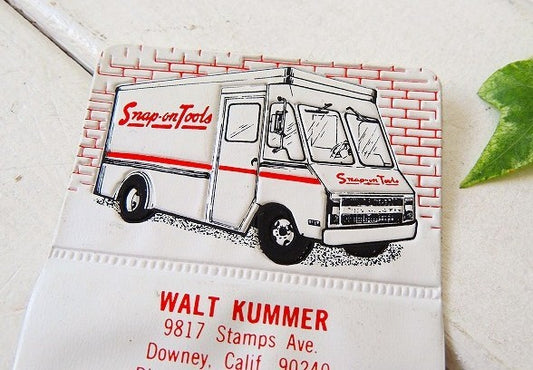 Snap-on Tools
Snap-on Tools
WALT KUMMER
9817 Stamps Ave.
Downey, Calif. 90240